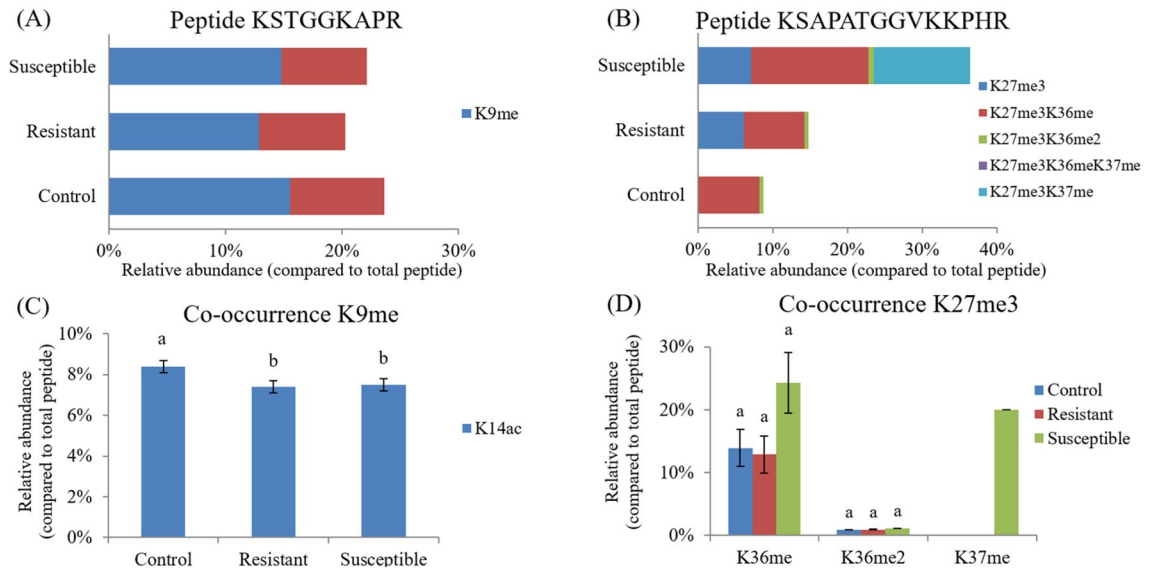 (A)
Peptide KSTGGKAPR
Susceptible
Resistant
Control
0% 10% 20% 30%
Relative abundance (compared to total peptide)
K9me
(B)
Peptide KSAPATGGVKKPHR
Susceptible
Resistant
Control
0% 10% 20% 30% 40%
Relative abundance (compared to total peptide)
K27me3
K27me3K36me
K27me3K36me2
K27me3K36meK37me
K27me3K37me
(C)
Co-occurrence K9me
Relative abundance
(compared to total peptide)
10%
8%
6%
4%
2%
0%
a b b
Control Resistant Susceptible
K14ac
(D)
Co-occurrence K27me3
Relative abundance
(compared to total peptide)
30%
20%
10%
0%
a a a
a a a
K36me K36me2 K37me
Control
Resistant
Susceptible